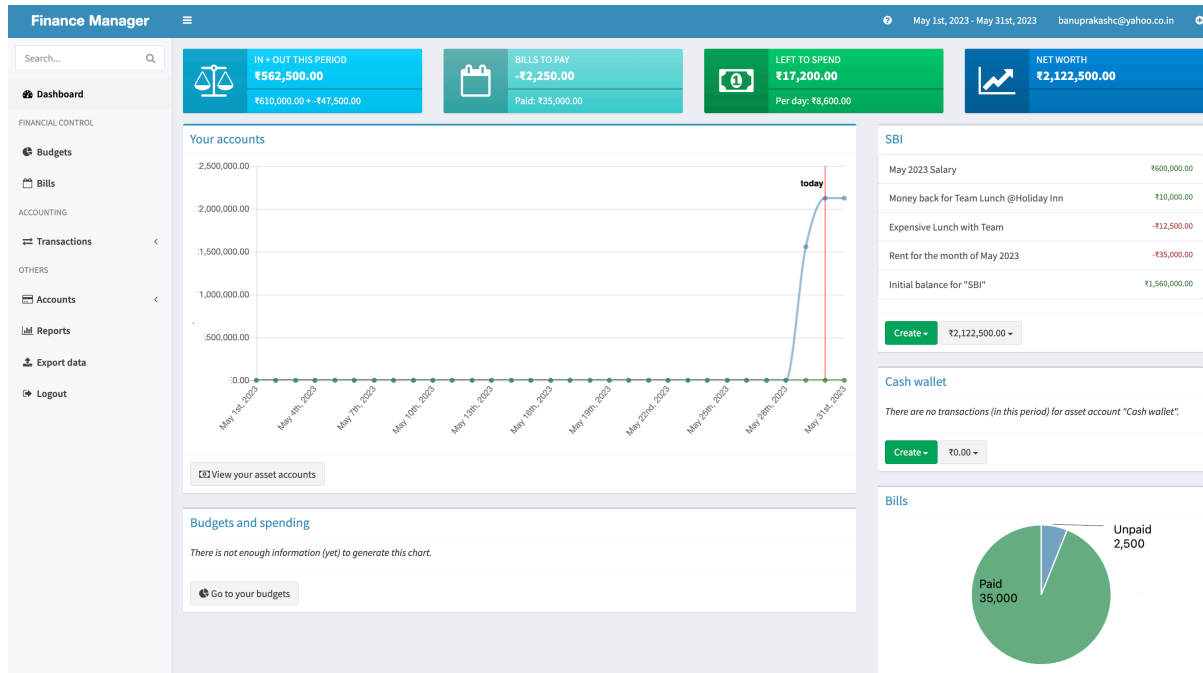 Finance Manager
May 1st, 2023 - May 31st, 2023
banuprakashc@yahoo.co.in
Search...
Dashboard
FINANCIAL CONTROL
Budgets
Bills
ACCOUNTING
Transactions
OTHERS
Accounts
Reports
Export data
Logout
IN + OUT THIS PERIOD
₹562,500.00
₹610,000.00 + -₹47,500.00
BILLS TO PAY
-₹2,250.00
Paid: ₹35,000.00
LEFT TO SPEND
₹17,200.00
Per day: ₹8,600.00
NET WORTH
₹2,122,500.00
Your accounts
2,500,000.00
2,000,000.00
1,500,000.00
1,000,000.00
500,000.00
0.00
today
May 1st, 2023
May 4th, 2023
May 7th, 2023
May 10th, 2023
May 13th, 2023
May 16th, 2023
May 19th, 2023
May 22nd, 2023
May 25th, 2023
May 28th, 2023
May 31st, 2023
View your asset accounts
Budgets and spending
There is not enough information (yet) to generate this chart.
Go to your budgets
SBI
May 2023 Salary ₹600,000.00
Money back for Team Lunch @Holiday Inn ₹10,000.00
Expensive Lunch with Team -₹12,500.00
Rent for the month of May 2023 -₹35,000.00
Initial balance for "SBI" ₹1,560,000.00
Create ₹2,122,500.00
Cash wallet
There are no transactions (in this period) for asset account "Cash wallet".
Create ₹0.00
Bills
Unpaid
2,500
Paid
35,000